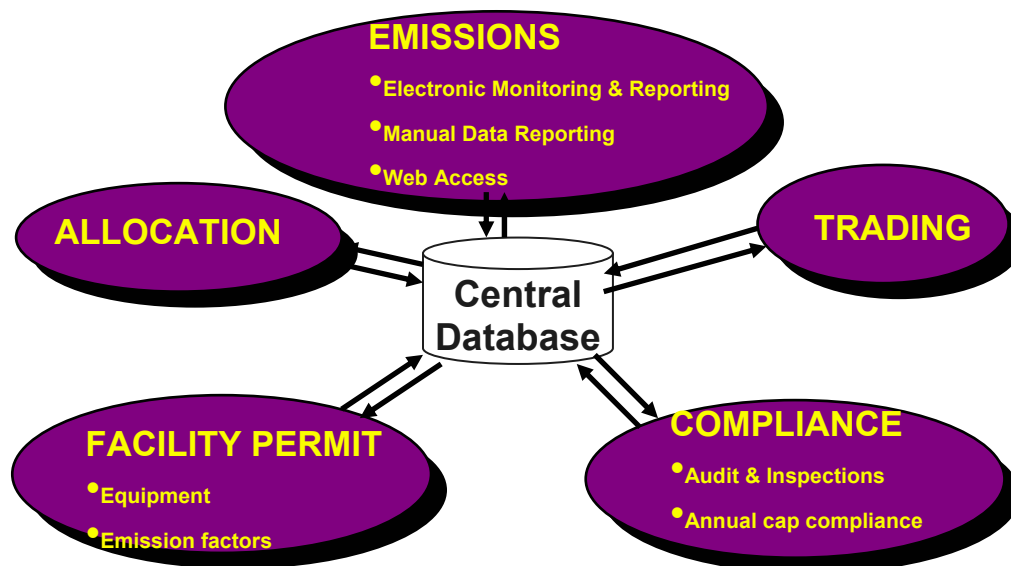 EMISSIONS
•Electronic Monitoring & Reporting
•Manual Data Reporting
•Web Access
ALLOCATION
TRADING
Central
Database
FACILITY PERMIT
•Equipment
•Emission factors
COMPLIANCE
•Audit & Inspections
•Annual cap compliance